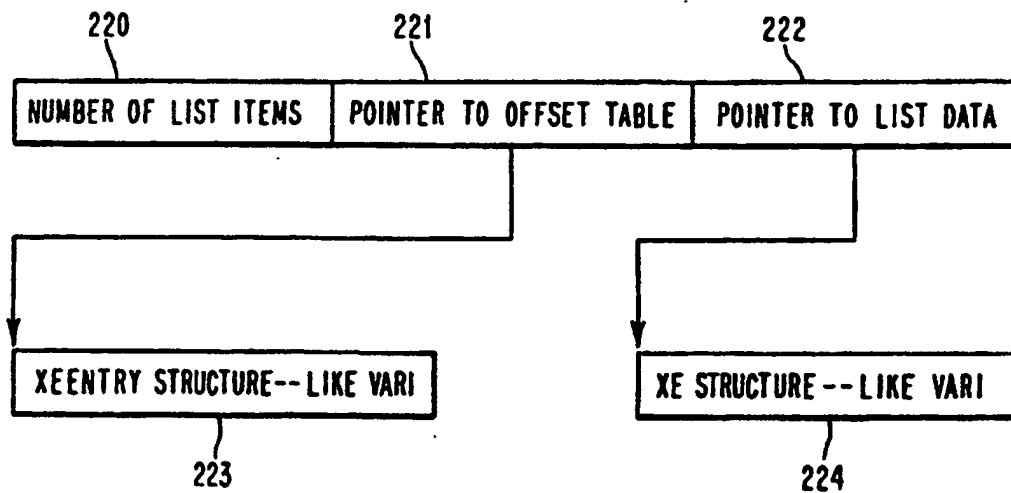 220 221 222
NUMBER OF LIST ITEMS POINTER TO OFFSET TABLE POINTER TO LIST DATA
XEENTRY STRUCTURE--LIKE VARI XE STRUCTURE--LIKE VARI
223 224